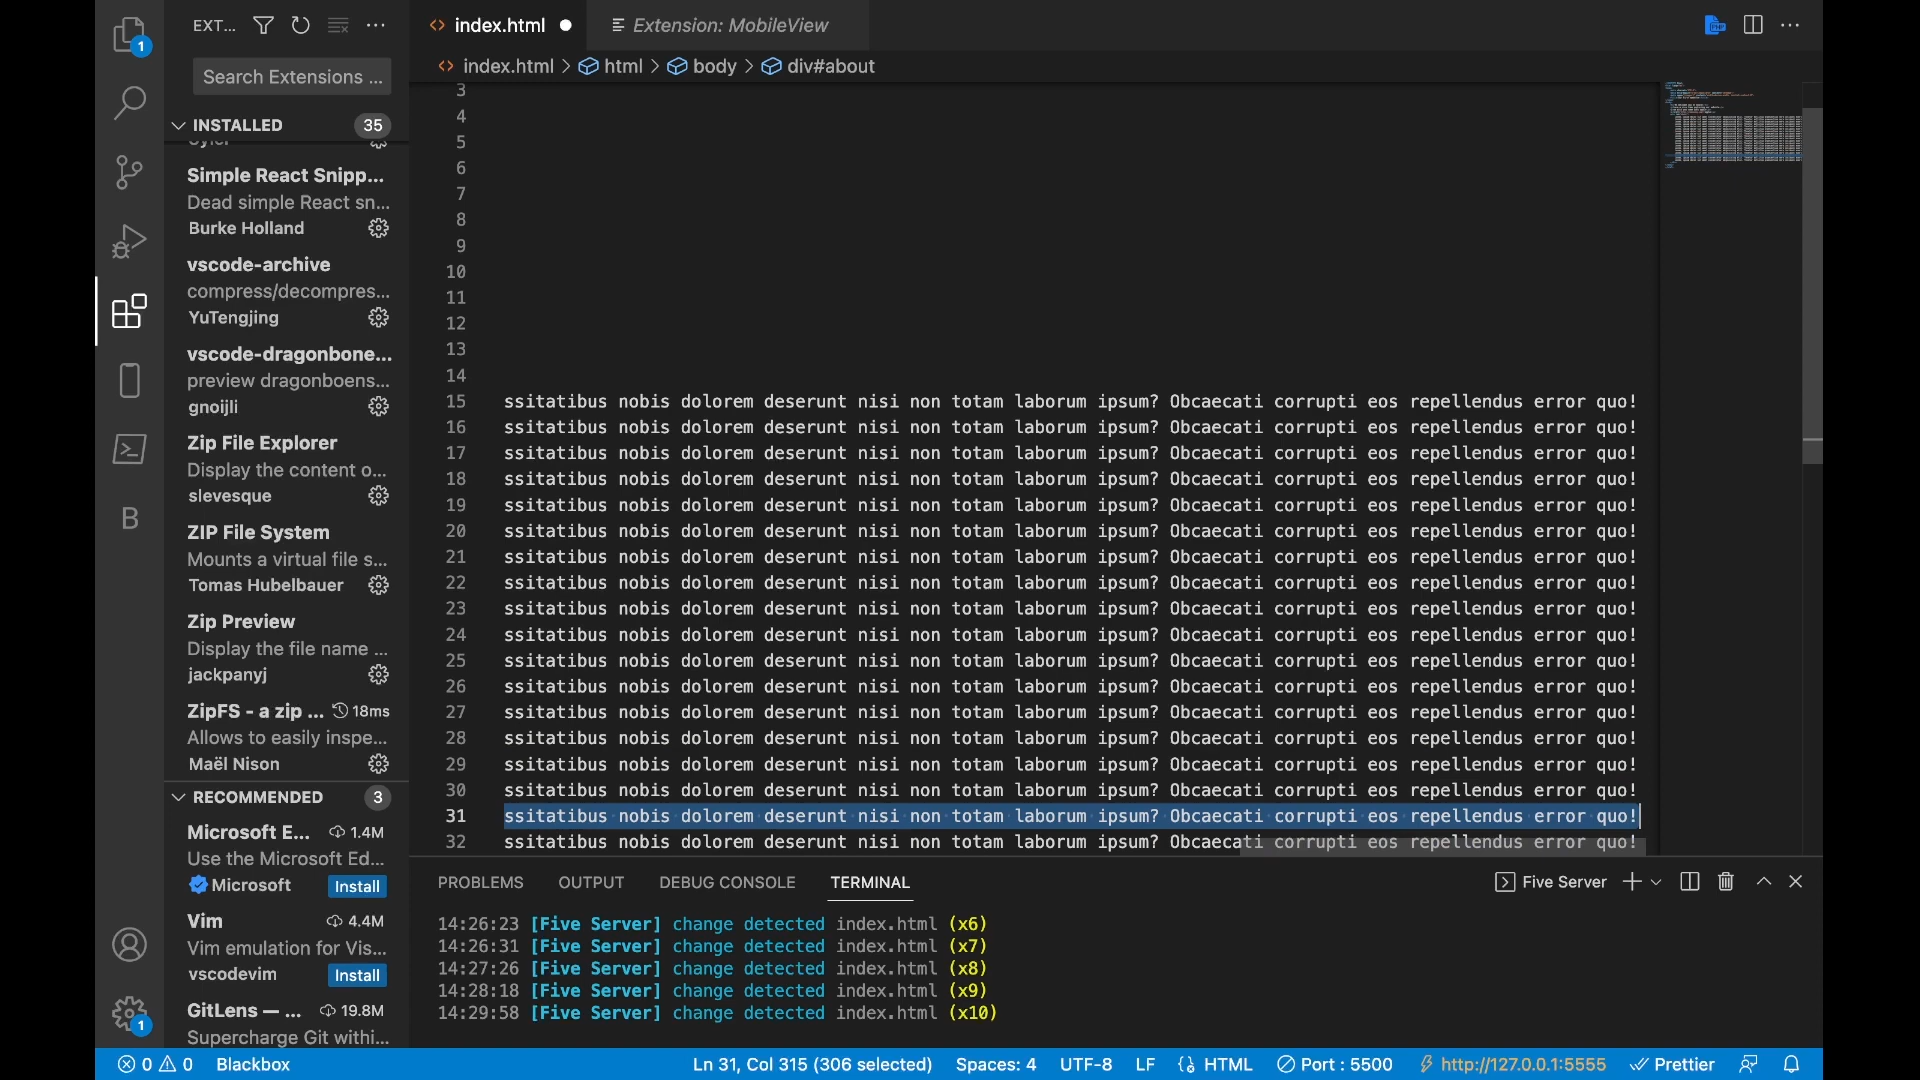 EXT...
Search Extensions ...
INSTALLED 35
Simple React Snipp...
Dead simple React sn...
Burke Holland
vscode-archive
compress/decompres...
YuTengjing
vscode-dragonbone...
preview dragonboens...
gnoijli
Zip File Explorer
Display the content o...
slevesque
ZIP File System
Mounts a virtual file s...
Tomas Hubelbauer
Zip Preview
Display the file name ...
jackpanyj
ZipFS - a zip ... 18ms
Allows to easily inspe...
Maël Nison
RECOMMENDED 3
Microsoft E... 1.4M
Use the Microsoft Ed...
Microsoft Install
Vim 4.4M
Vim emulation for Vis...
vscodevim Install
GitLens — ... 19.8M
Supercharge Git withi...
1
B
1
index.html
Extension: MobileView
index.html > html > body > div#about
3
4
5
6
7
8
9
10
11
12
13
14
15 ssitatibus nobis dolorem deserunt nisi non totam laborum ipsum? Obcaecati corrupti eos repellendus error quo!
16 ssitatibus nobis dolorem deserunt nisi non totam laborum ipsum? Obcaecati corrupti eos repellendus error quo!
17 ssitatibus nobis dolorem deserunt nisi non totam laborum ipsum? Obcaecati corrupti eos repellendus error quo!
18 ssitatibus nobis dolorem deserunt nisi non totam laborum ipsum? Obcaecati corrupti eos repellendus error quo!
19 ssitatibus nobis dolorem deserunt nisi non totam laborum ipsum? Obcaecati corrupti eos repellendus error quo!
20 ssitatibus nobis dolorem deserunt nisi non totam laborum ipsum? Obcaecati corrupti eos repellendus error quo!
21 ssitatibus nobis dolorem deserunt nisi non totam laborum ipsum? Obcaecati corrupti eos repellendus error quo!
22 ssitatibus nobis dolorem deserunt nisi non totam laborum ipsum? Obcaecati corrupti eos repellendus error quo!
23 ssitatibus nobis dolorem deserunt nisi non totam laborum ipsum? Obcaecati corrupti eos repellendus error quo!
24 ssitatibus nobis dolorem deserunt nisi non totam laborum ipsum? Obcaecati corrupti eos repellendus error quo!
25 ssitatibus nobis dolorem deserunt nisi non totam laborum ipsum? Obcaecati corrupti eos repellendus error quo!
26 ssitatibus nobis dolorem deserunt nisi non totam laborum ipsum? Obcaecati corrupti eos repellendus error quo!
27 ssitatibus nobis dolorem deserunt nisi non totam laborum ipsum? Obcaecati corrupti eos repellendus error quo!
28 ssitatibus nobis dolorem deserunt nisi non totam laborum ipsum? Obcaecati corrupti eos repellendus error quo!
29 ssitatibus nobis dolorem deserunt nisi non totam laborum ipsum? Obcaecati corrupti eos repellendus error quo!
30 ssitatibus nobis dolorem deserunt nisi non totam laborum ipsum? Obcaecati corrupti eos repellendus error quo!
31 ssitatibus nobis dolorem deserunt nisi non totam laborum ipsum? Obcaecati corrupti eos repellendus error quo!
32 ssitatibus nobis dolorem deserunt nisi non totam laborum ipsum? Obcaecati corrupti eos repellendus error quo!
PROBLEMS OUTPUT DEBUG CONSOLE TERMINAL Five Server
14:26:23 [Five Server] change detected index.html (x6)
14:26:31 [Five Server] change detected index.html (x7)
14:27:26 [Five Server] change detected index.html (x8)
14:28:18 [Five Server] change detected index.html (x9)
14:29:58 [Five Server] change detected index.html (x10)
0 0 Blackbox Ln 31, Col 315 (306 selected) Spaces: 4 UTF-8 LF HTML Port : 5500 http://127.0.0.1:5555 Prettier